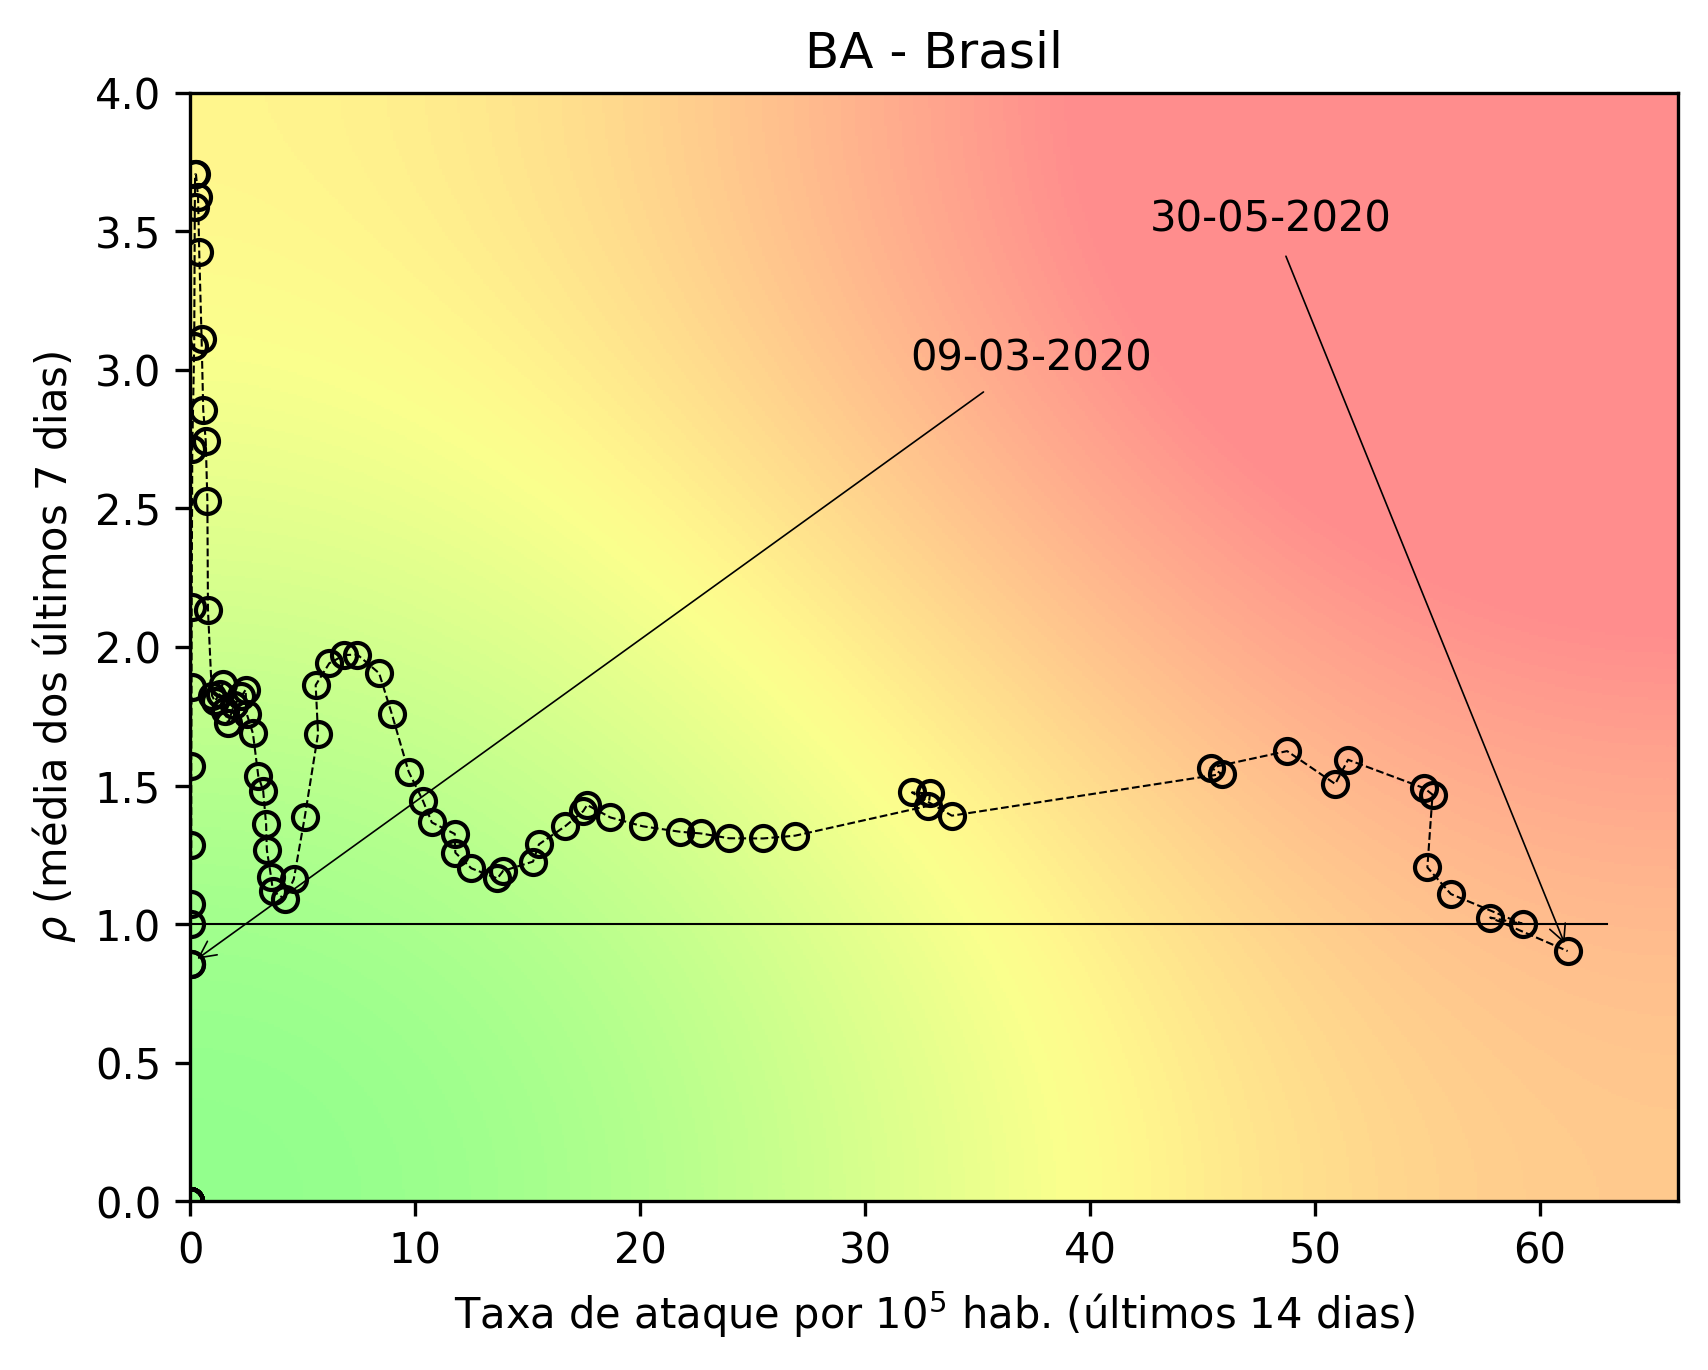 BA - Brasil
4.0
3.5
3.0
2.5
2.0
1.5
1.0
0.5
0.0
ρ (média dos últimos 7 dias)
30-05-2020
09-03-2020
0 10 20 30 40 50 60
Taxa de ataque por 10⁵ hab. (últimos 14 dias)